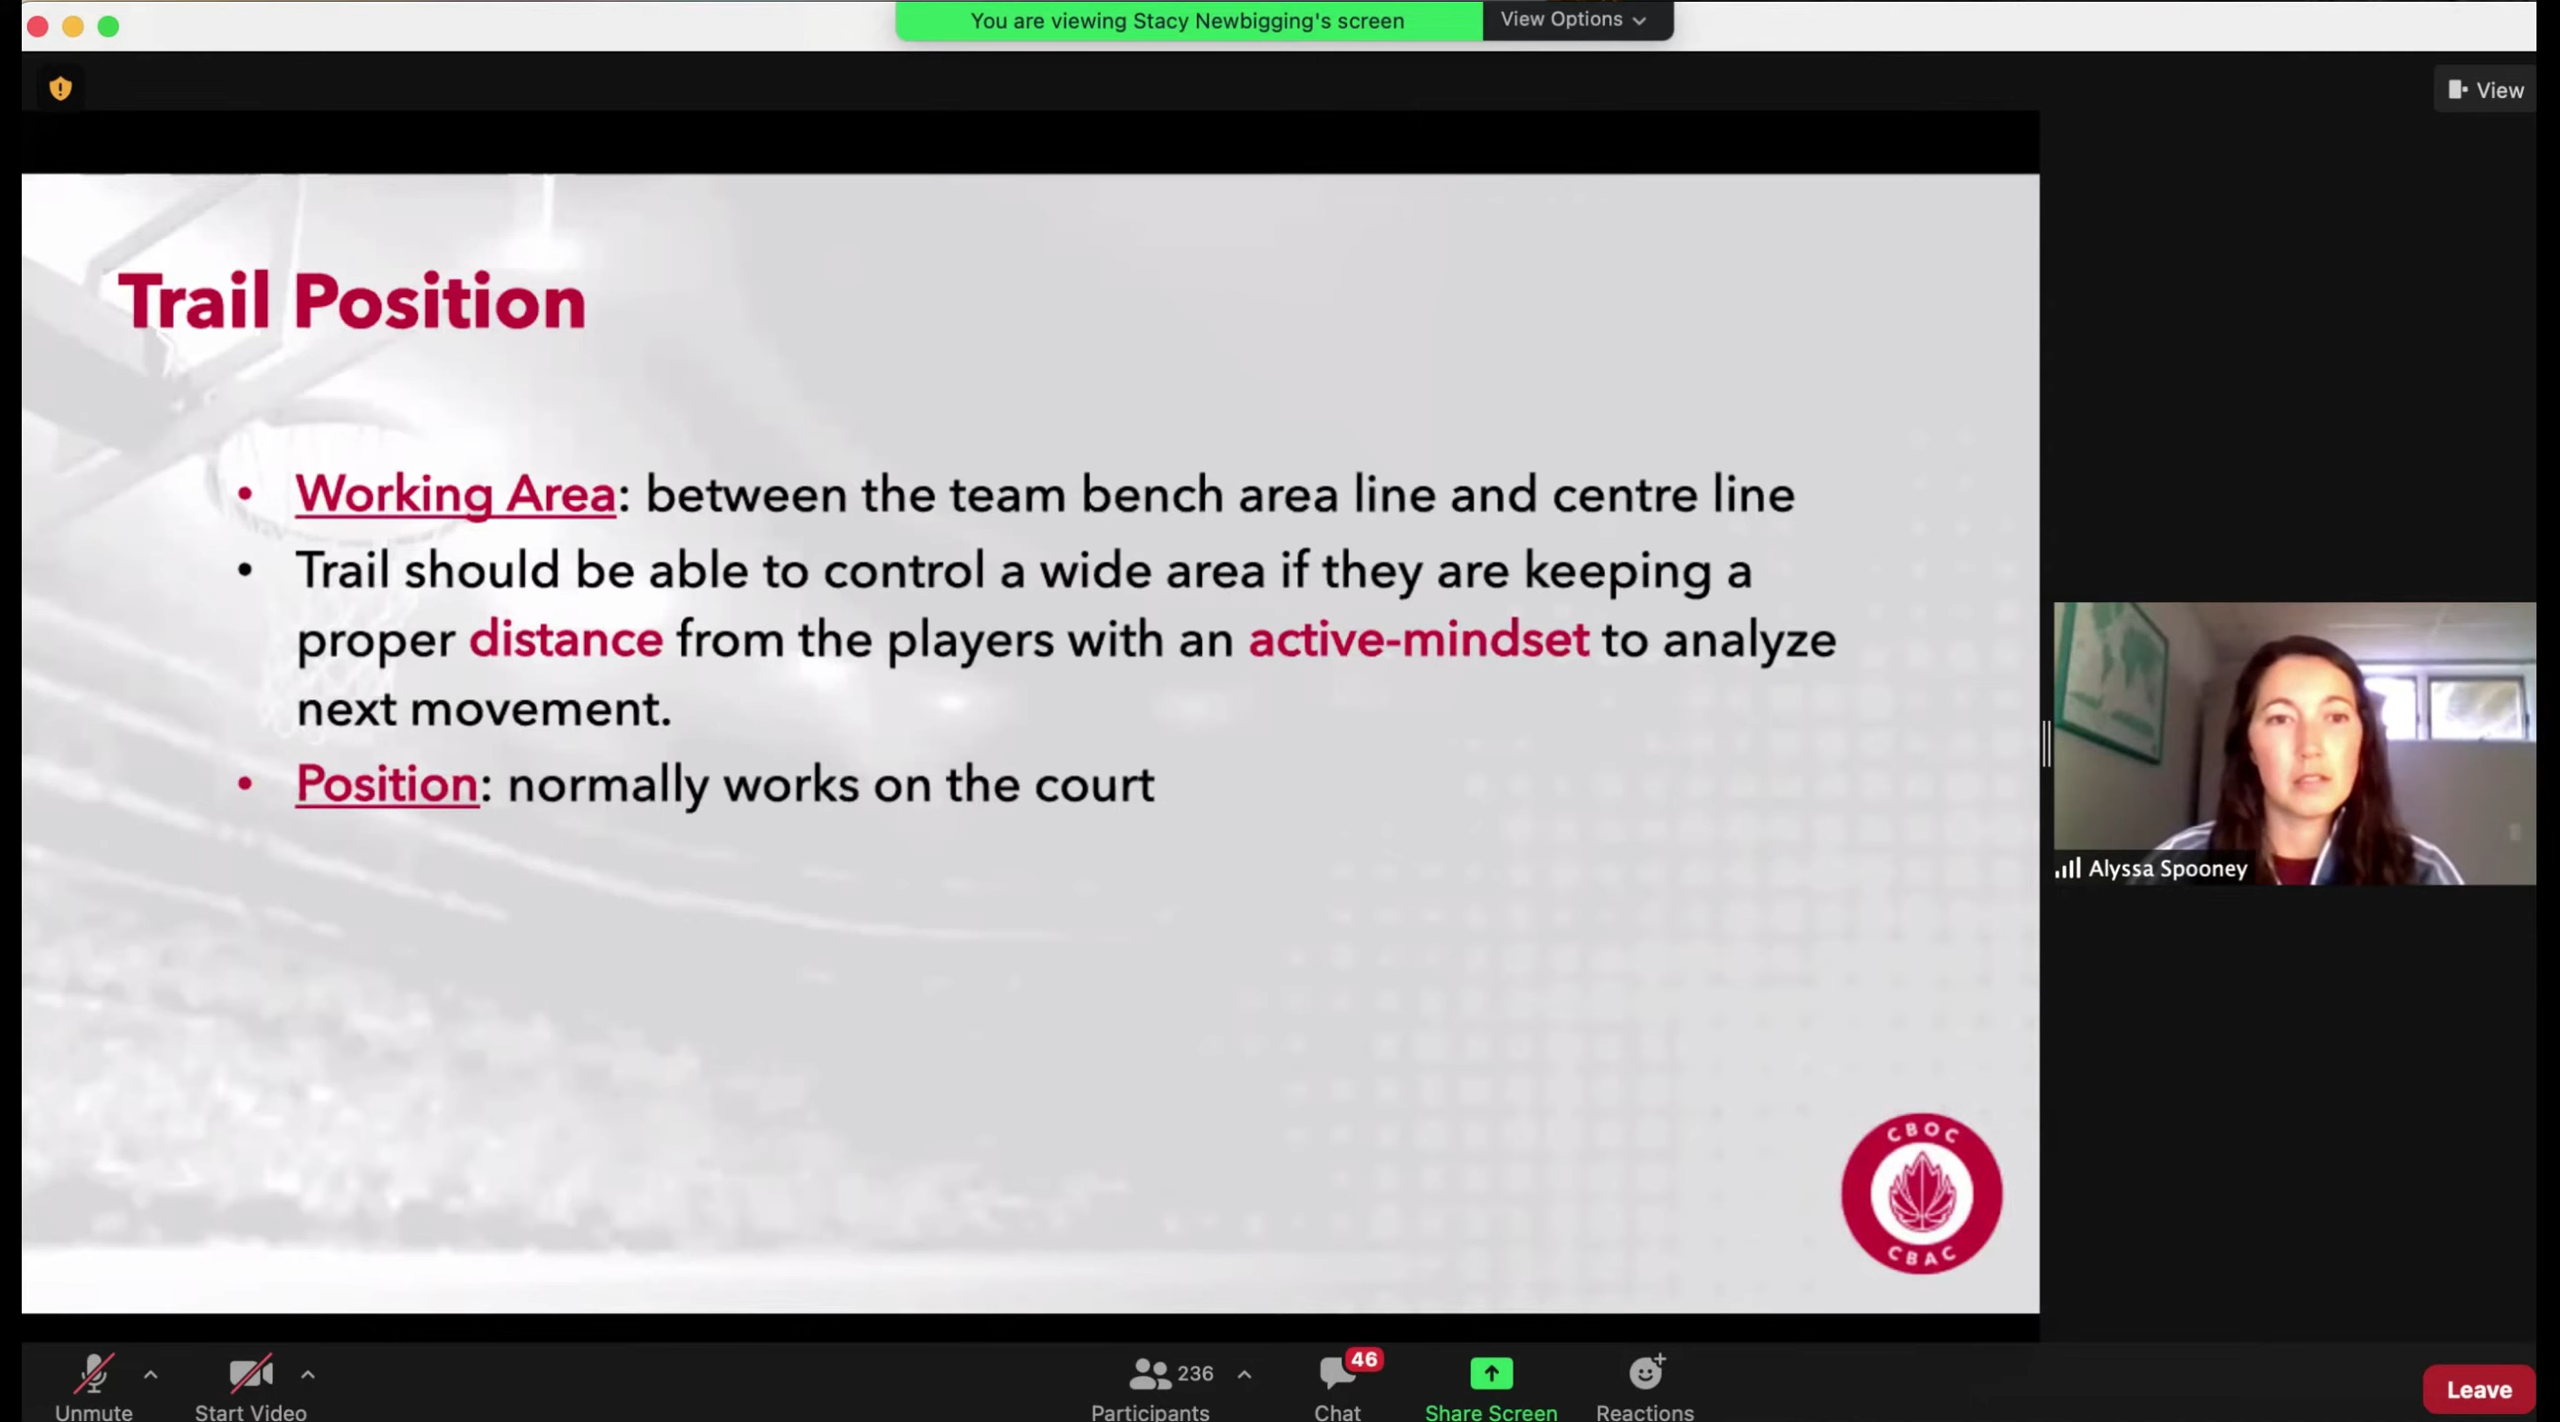 You are viewing Stacy Newbigging's screen
View Options
View
Trail Position
• Working Area: between the team bench area line and centre line
• Trail should be able to control a wide area if they are keeping a
proper distance from the players with an active-mindset to analyze
next movement.
• Position: normally works on the court
Alyssa Spooney
CBOC
CBAC
Unmute
Start Video
236
Participants
46
Chat
Share Screen
Reactions
Leave